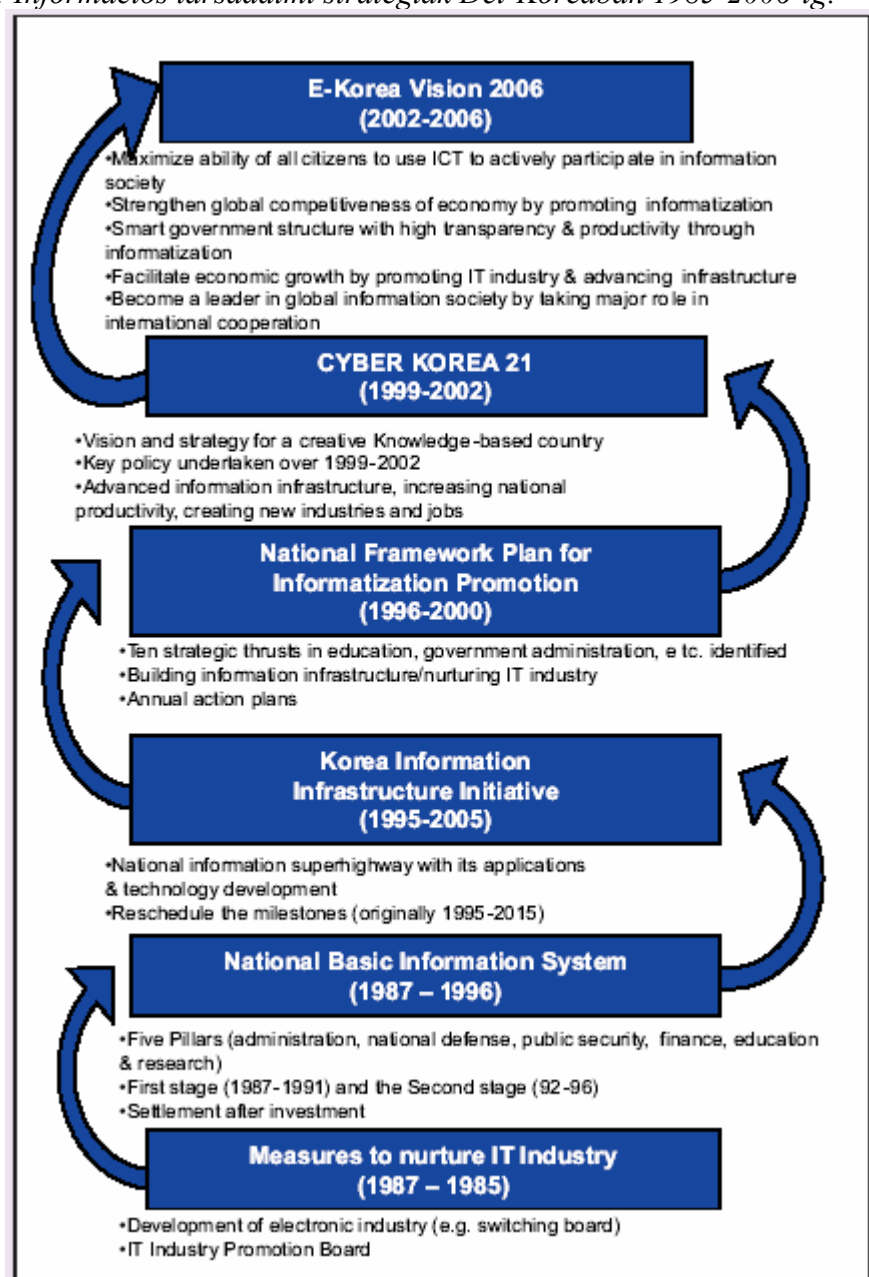 Információs társadalmi stratégiák Dél-Koreában 1985-2006-ig:
E-Korea Vision 2006
(2002-2006)
•Maximize ability of all citizens to use ICT to actively participate in information
society
•Strengthen global competitiveness of economy by promoting informatization
•Smart government structure with high transparency & productivity through
informatization
•Facilitate economic growth by promoting IT industry & advancing infrastructure
•Become a leader in global information society by taking major role in
international cooperation
CYBER KOREA 21
(1999-2002)
•Vision and strategy for a creative Knowledge-based country
•Key policy undertaken over 1999-2002
•Advanced information infrastructure, increasing national
productivity, creating new industries and jobs
National Framework Plan for
Informatization Promotion
(1996-2000)
•Ten strategic thrusts in education, government administration, e tc. identified
•Building information infrastructure/nurturing IT industry
•Annual action plans
Korea Information
Infrastructure Initiative
(1995-2005)
•National information superhighway with its applications
& technology development
•Reschedule the milestones (originally 1995-2015)
National Basic Information System
(1987 – 1996)
•Five Pillars (administration, national defense, public security, finance, education
& research)
•First stage (1987-1991) and the Second stage (92-96)
•Settlement after investment
Measures to nurture IT Industry
(1987 – 1985)
•Development of electronic industry (e.g. switching board)
•IT Industry Promotion Board